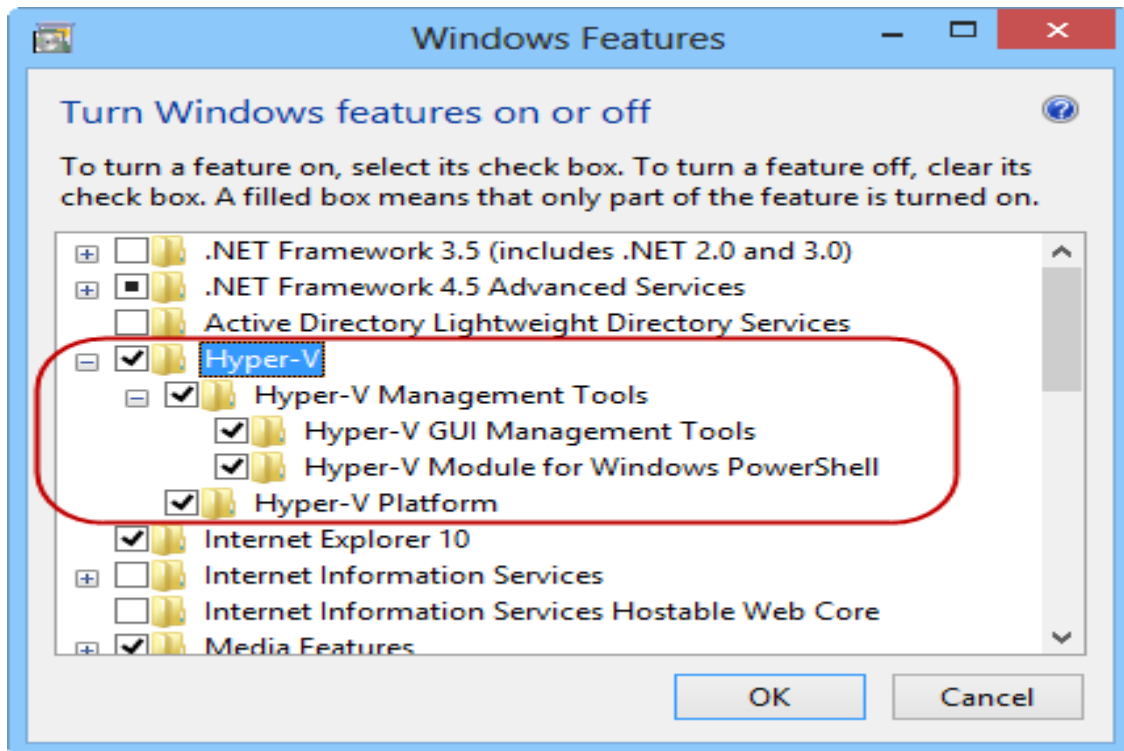 Windows Features
Turn Windows features on or off
To turn a feature on, select its check box. To turn a feature off, clear its
check box. A filled box means that only part of the feature is turned on.
.NET Framework 3.5 (includes .NET 2.0 and 3.0)
.NET Framework 4.5 Advanced Services
Active Directory Lightweight Directory Services
Hyper-V
Hyper-V Management Tools
Hyper-V GUI Management Tools
Hyper-V Module for Windows PowerShell
Hyper-V Platform
Internet Explorer 10
Internet Information Services
Internet Information Services Hostable Web Core
Media Features
OK Cancel